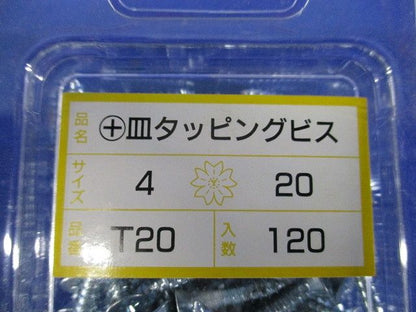 品名 ⊕皿タッピングビス
サイズ 4 20
品番 T20 入数 120